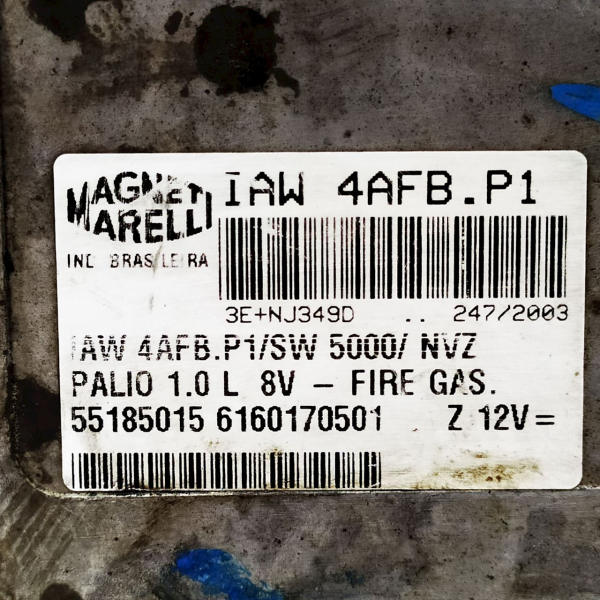 MAGNETI MARELLI
IAW 4AFB.P1
IND BRASILEIRA
3E+NJ349D .. 247/2003
IAW 4AFB.P1/SW 5000/ NVZ
PALIO 1.0 L 8V – FIRE GAS.
55185015 6160170501 Z 12V=